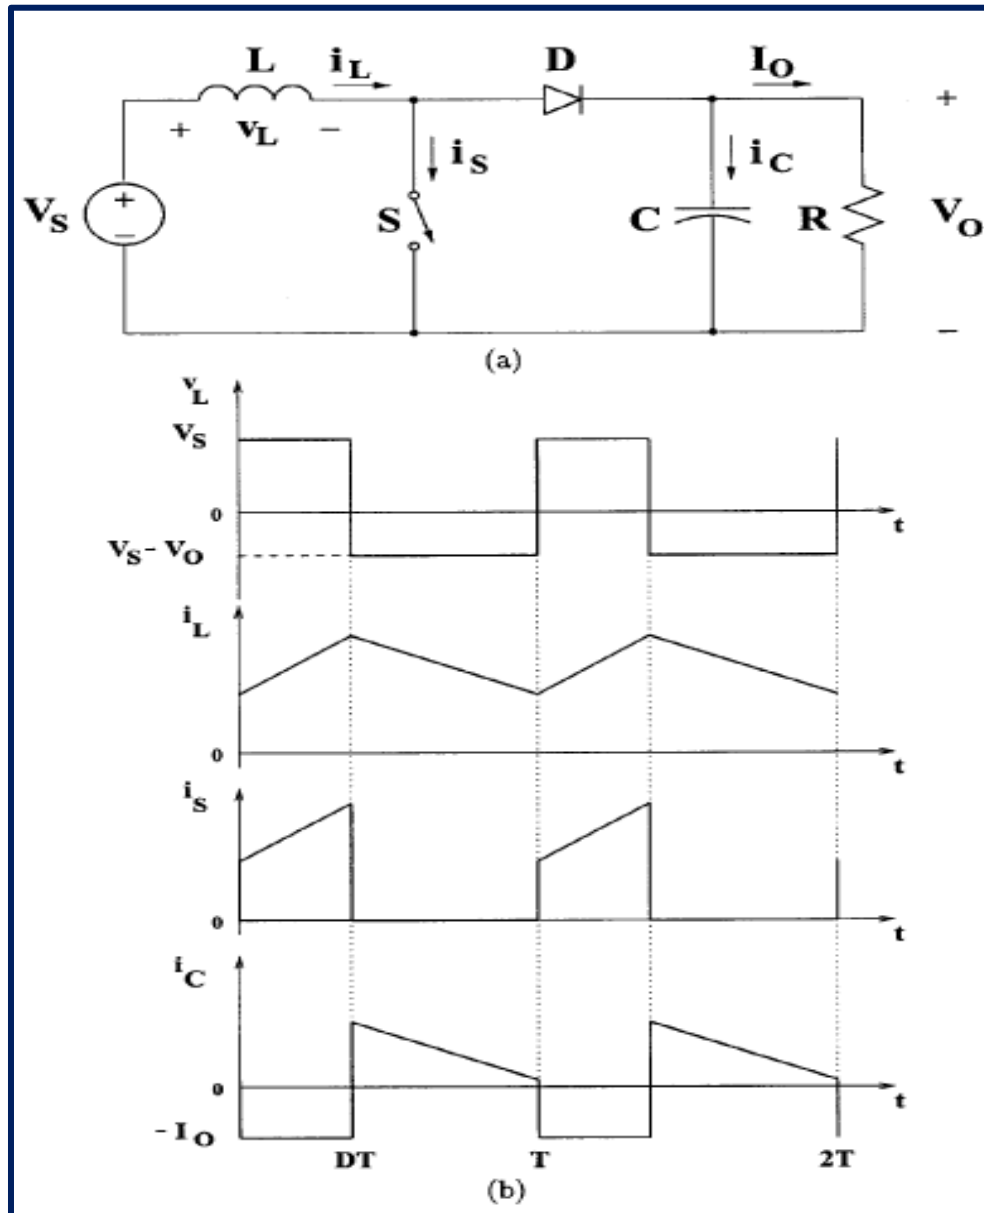 L i_L D I_O
+ v_L − +
i_S i_C
V_S + − S C R V_O
−
(a)
v_L
V_S
0 t
V_S - V_O
i_L
0 t
i_S
0 t
i_C
0 t
- I_O
DT T 2T
(b)